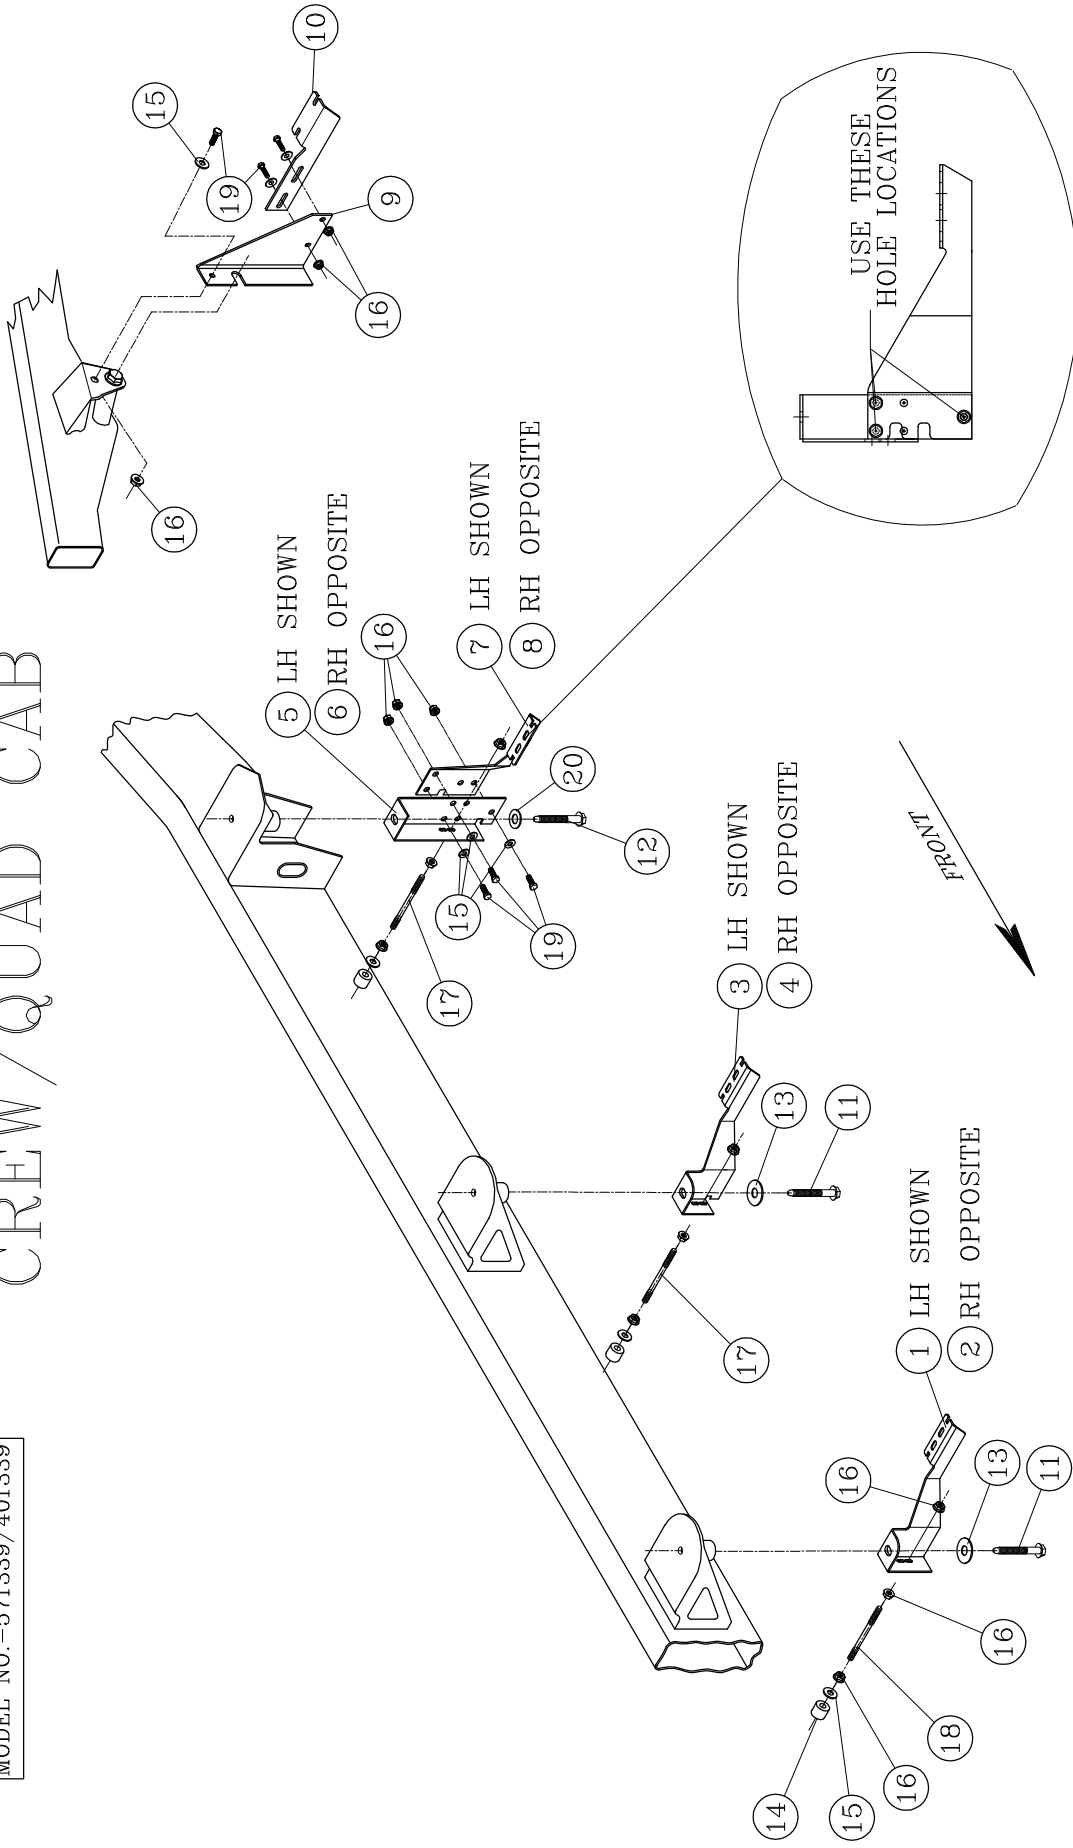 MODEL NO.-571339/401339
CREW/QUAD CAB
10
15
19
9
16
16
5 LH SHOWN
6 RH OPPOSITE
16
7 LH SHOWN
8 RH OPPOSITE
USE THESE
HOLE LOCATIONS
20
12
15
19
17
3 LH SHOWN
4 RH OPPOSITE
FRONT
13
11
17
1 LH SHOWN
2 RH OPPOSITE
16
13
11
16
18
14
15
16